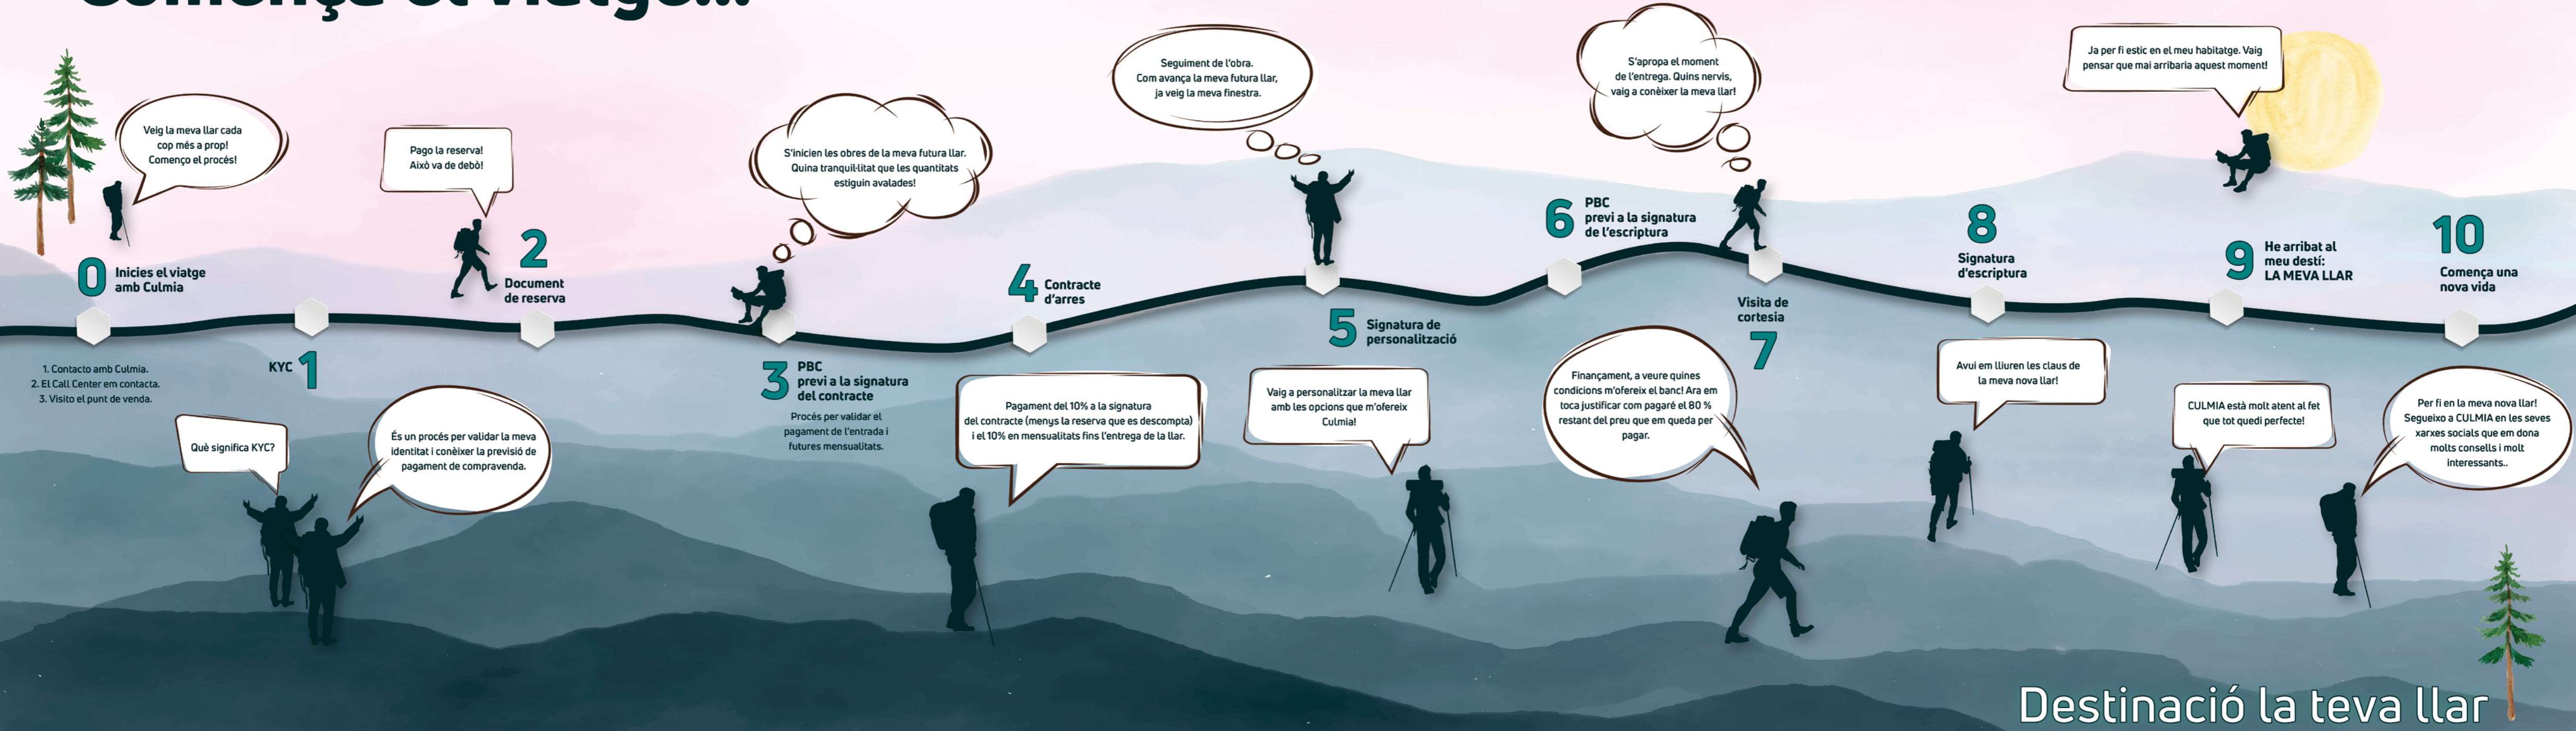 Comença el viatge...
Veig la meva llar cada
cop més a prop!
Començo el procés!
0
Inicies el viatge
amb Culmia
1. Contacto amb Culmia.
2. El Call Center em contacta.
3. Visito el punt de venda.
KYC
1
Què significa KYC?
És un procés per validar la meva
identitat i conèixer la previsió de
pagament de compravenda.
Pago la reserva!
Això va de debò!
2
Document
de reserva
S'inicien les obres de la meva futura llar.
Quina tranquil·litat que les quantitats
estiguin avalades!
3
PBC
previ a la signatura
del contracte
Procés per validar el
pagament de l'entrada i
futures mensualitats.
4
Contracte
d'arres
Pagament del 10% a la signatura
del contracte (menys la reserva que es descompta)
i el 10% en mensualitats fins l'entrega de la llar.
Seguiment de l'obra.
Com avança la meva futura llar,
ja veig la meva finestra.
5
Signatura de
personalització
Vaig a personalitzar la meva llar
amb les opcions que m'ofereix
Culmia!
6
PBC
previ a la signatura
de l'escriptura
Finançament, a veure quines
condicions m'ofereix el banc! Ara em
toca justificar com pagaré el 80 %
restant del preu que em queda per
pagar.
S'apropa el moment
de l'entrega. Quins nervis,
vaig a conèixer la meva llar!
Visita de
cortesia
7
8
Signatura
d'escriptura
Avui em lliuren les claus de
la meva nova llar!
Ja per fi estic en el meu habitatge. Vaig
pensar que mai arribaria aquest moment!
9
He arribat al
meu destí:
LA MEVA LLAR
CULMIA està molt atent al fet
que tot quedi perfecte!
10
Comença una
nova vida
Per fi en la meva nova llar!
Segueixo a CULMIA en les seves
xarxes socials que em dona
molts consells i molt
interessants..
Destinació la teva llar